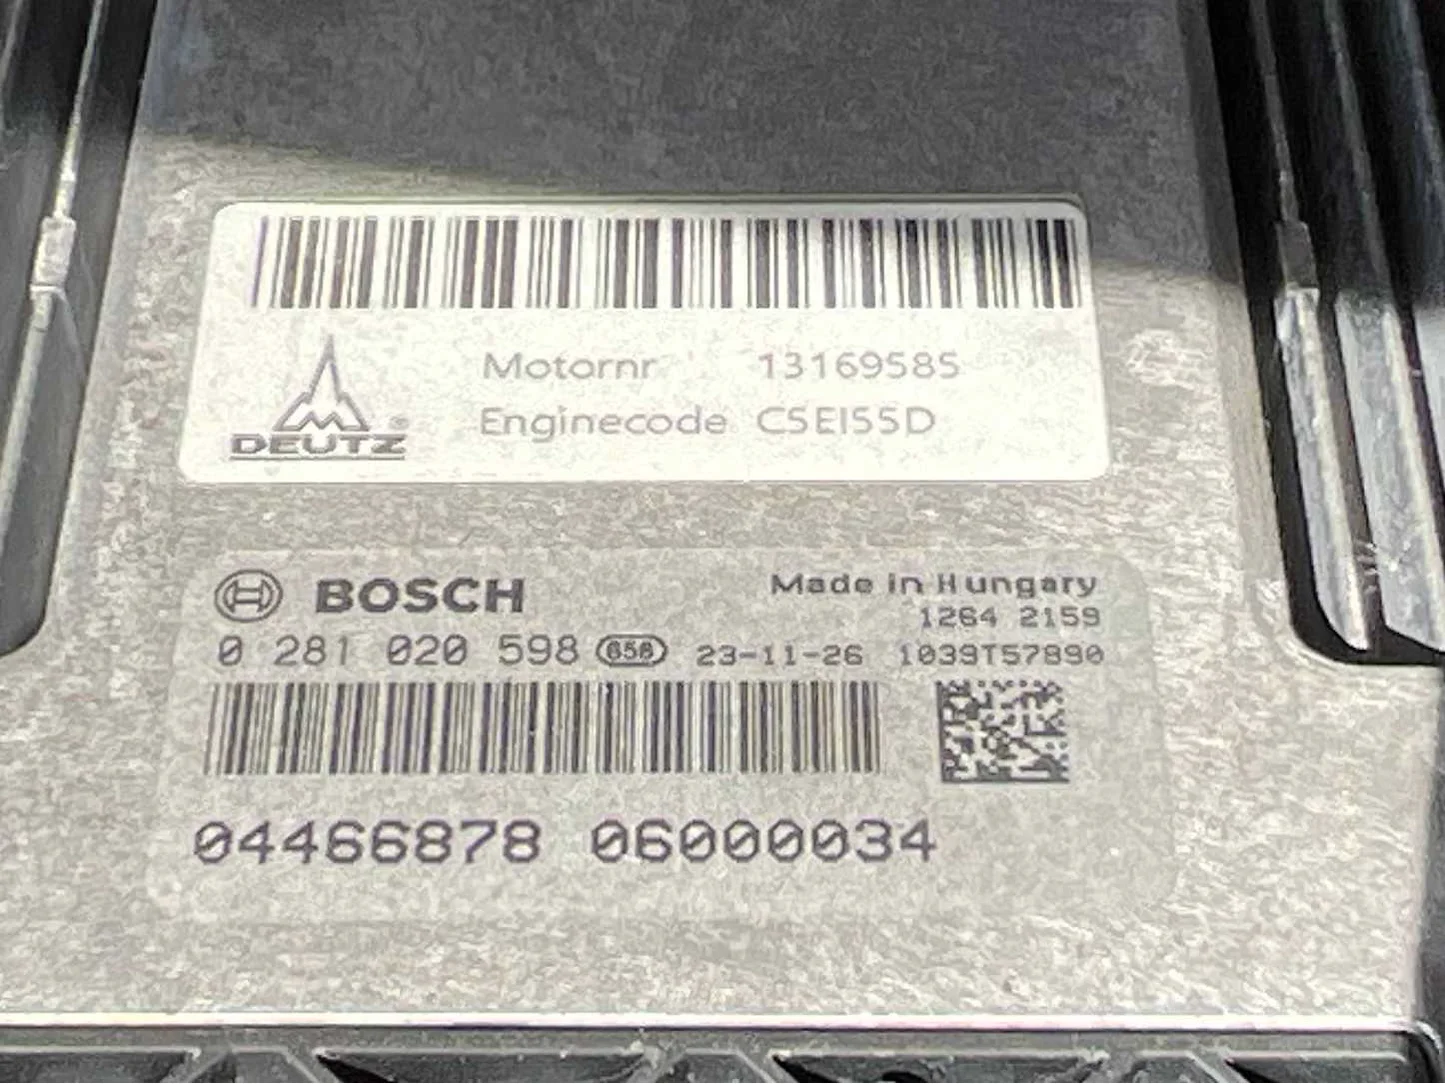 Motornr 13169585
Enginecode C5EI55D
DEUTZ®
BOSCH
Made in Hungary
1264 2159
0 281 020 598 658 23-11-26 1039T57890
04466878 06000034